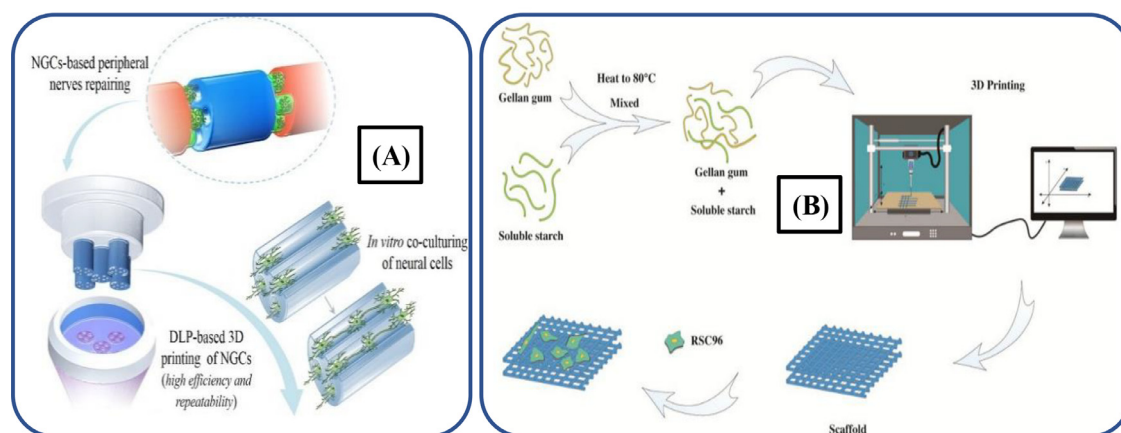 NGCs-based peripheral
nerves repairing
(A)
In vitro co-culturing
of neural cells
DLP-based 3D
printing of NGCs
(high efficiency and
repeatability)
Gellan gum
Heat to 80°C
Mixed
Soluble starch
Gellan gum
+
Soluble starch
(B)
3D Printing
RSC96
Scaffold